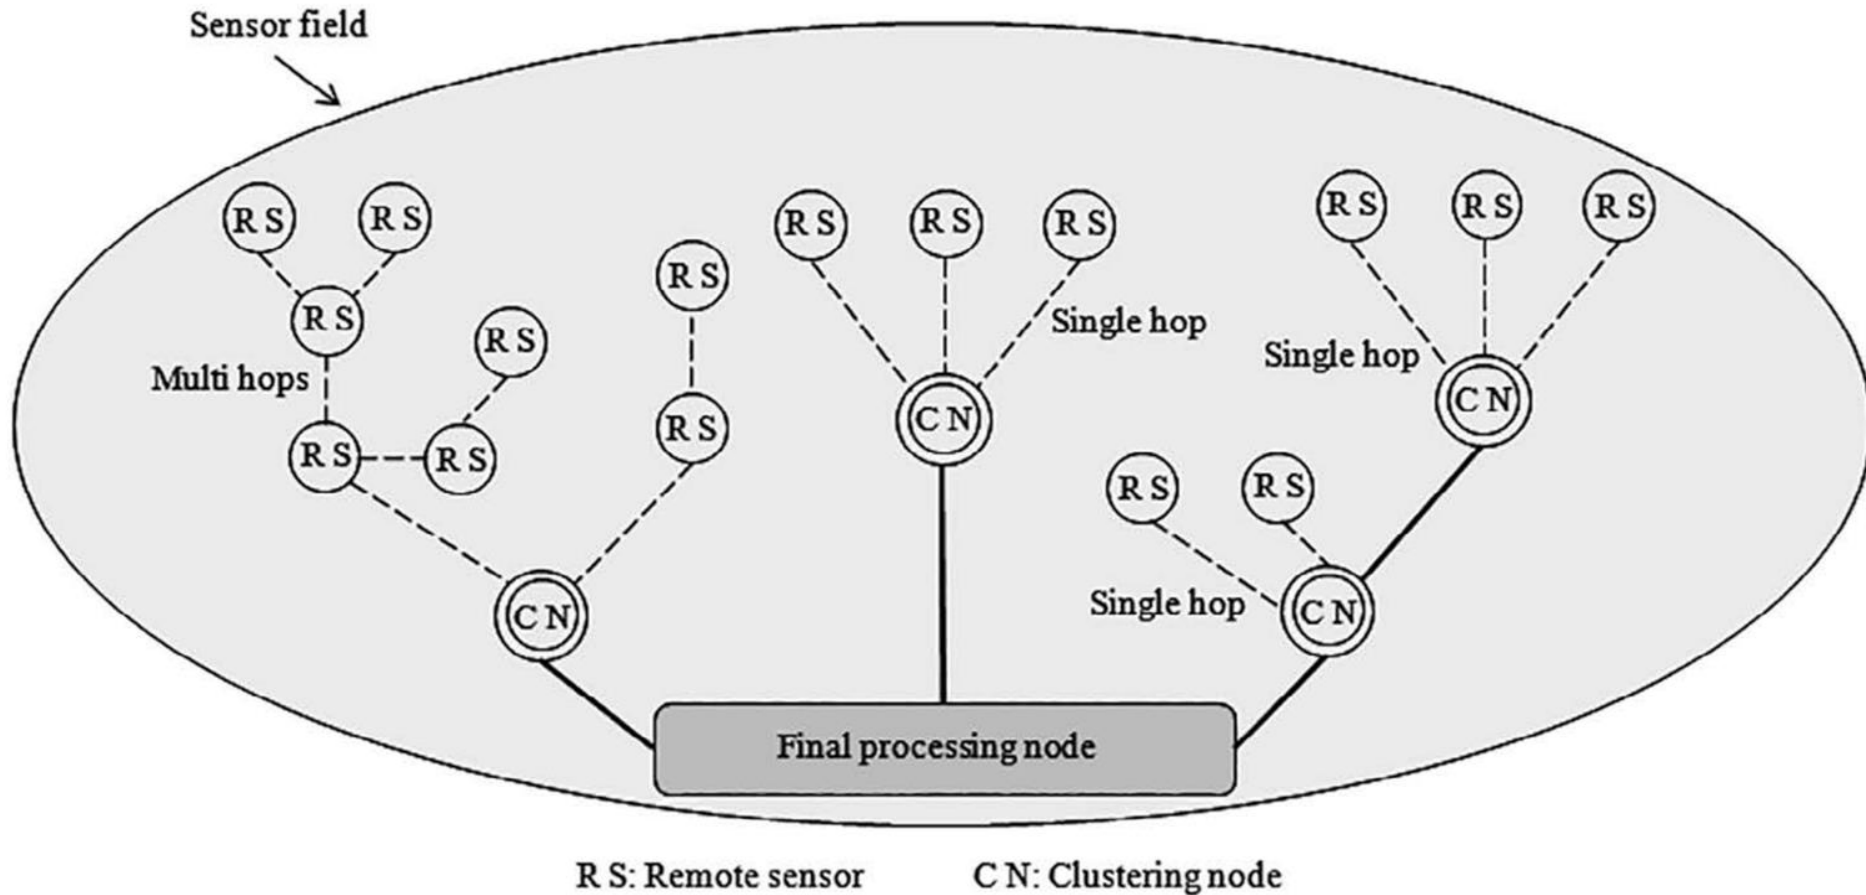 Sensor field
R S
R S
R S
R S
R S
R S
R S
R S
R S
R S
R S
R S
Single hop
Single hop
Multi hops
R S
C N
C N
R S
R S
R S
R S
Single hop
C N
C N
Final processing node
R S: Remote sensor
C N: Clustering node